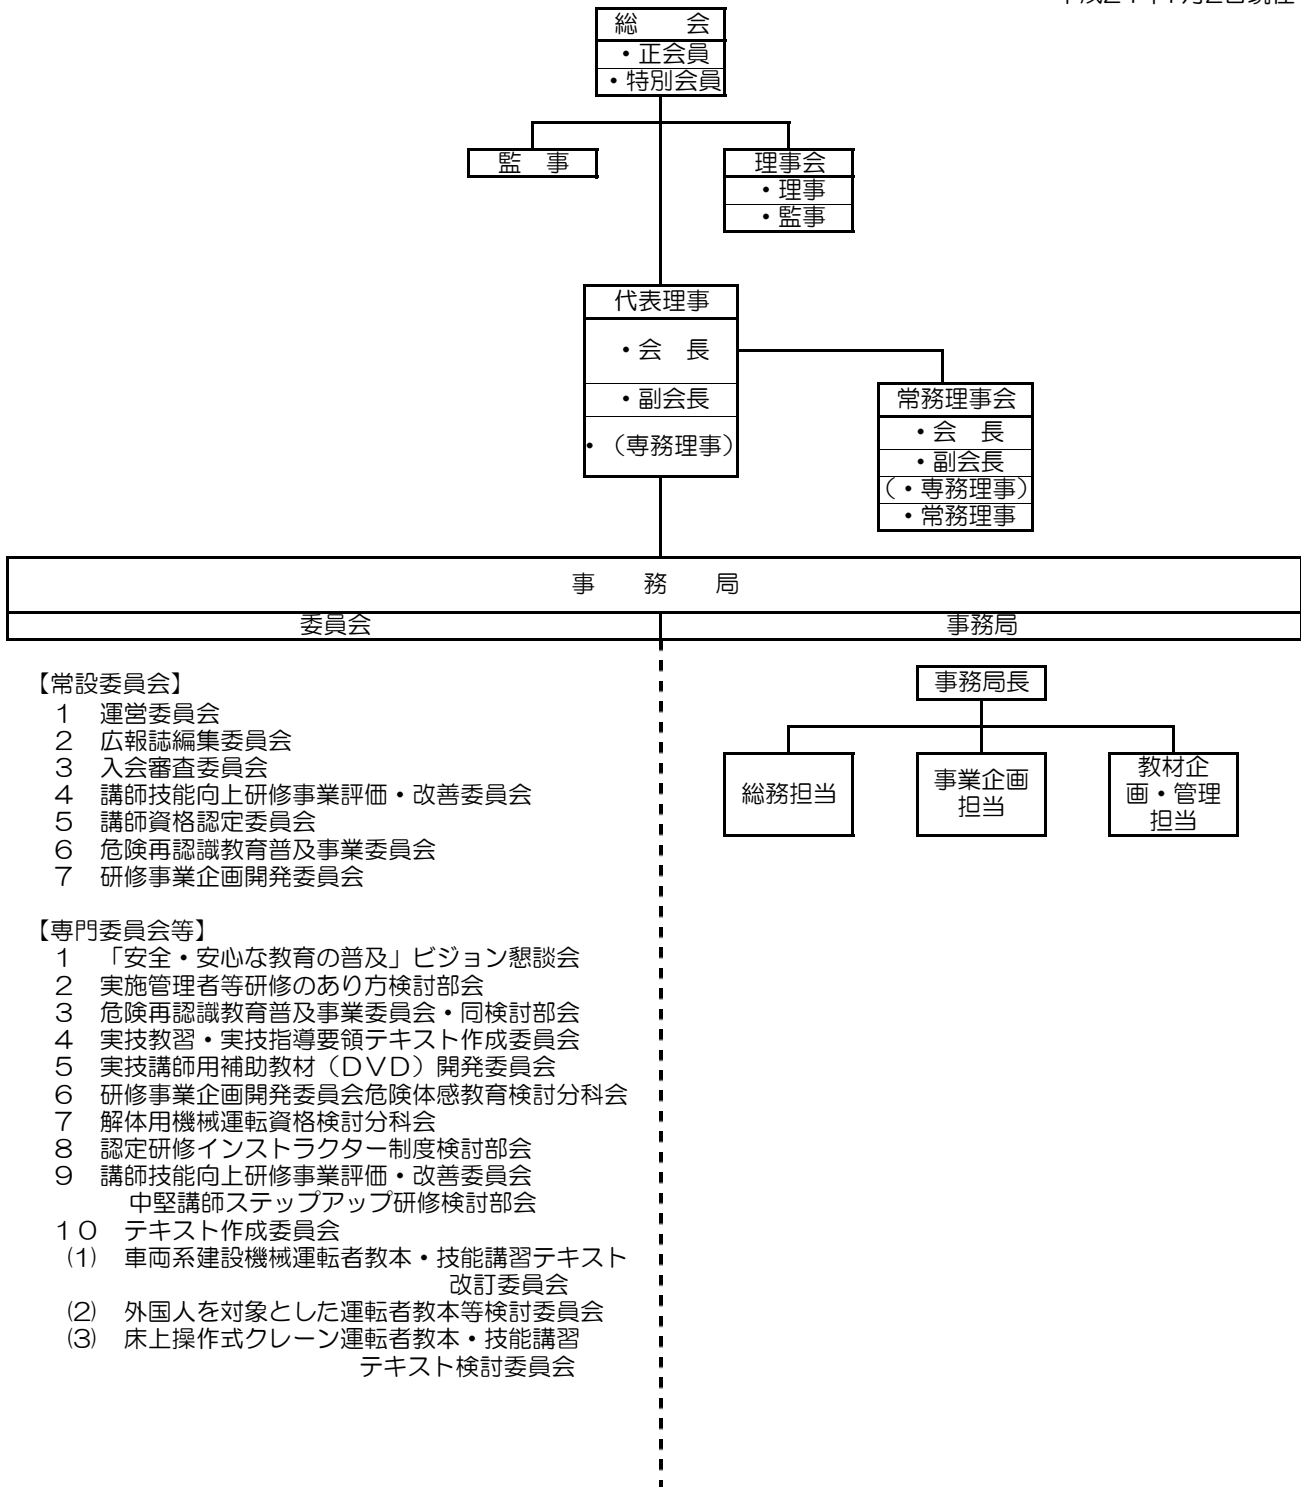 総　会
・正会員
・特別会員
監　事
理事会
・理事
・監事
代表理事
・会　長
・副会長
・（専務理事）
常務理事会
・会　長
・副会長
（・専務理事）
・常務理事
事　務　局
委員会
事務局
【常設委員会】
１　運営委員会
２　広報誌編集委員会
３　入会審査委員会
４　講師技能向上研修事業評価・改善委員会
５　講師資格認定委員会
６　危険再認識教育普及事業委員会
７　研修事業企画開発委員会
【専門委員会等】
１　「安全・安心な教育の普及」ビジョン懇談会
２　実施管理者等研修のあり方検討部会
３　危険再認識教育普及事業委員会・同検討部会
４　実技教習・実技指導要領テキスト作成委員会
５　実技講師用補助教材（ＤＶＤ）開発委員会
６　研修事業企画開発委員会危険体感教育検討分科会
７　解体用機械運転資格検討分科会
８　認定研修インストラクター制度検討部会
９　講師技能向上研修事業評価・改善委員会
中堅講師ステップアップ研修検討部会
１０　テキスト作成委員会
⑴　車両系建設機械運転者教本・技能講習テキスト
改訂委員会
⑵　外国人を対象とした運転者教本等検討委員会
⑶　床上操作式クレーン運転者教本・技能講習
テキスト検討委員会
事務局長
総務担当
事業企画
担当
教材企
画・管理
担当